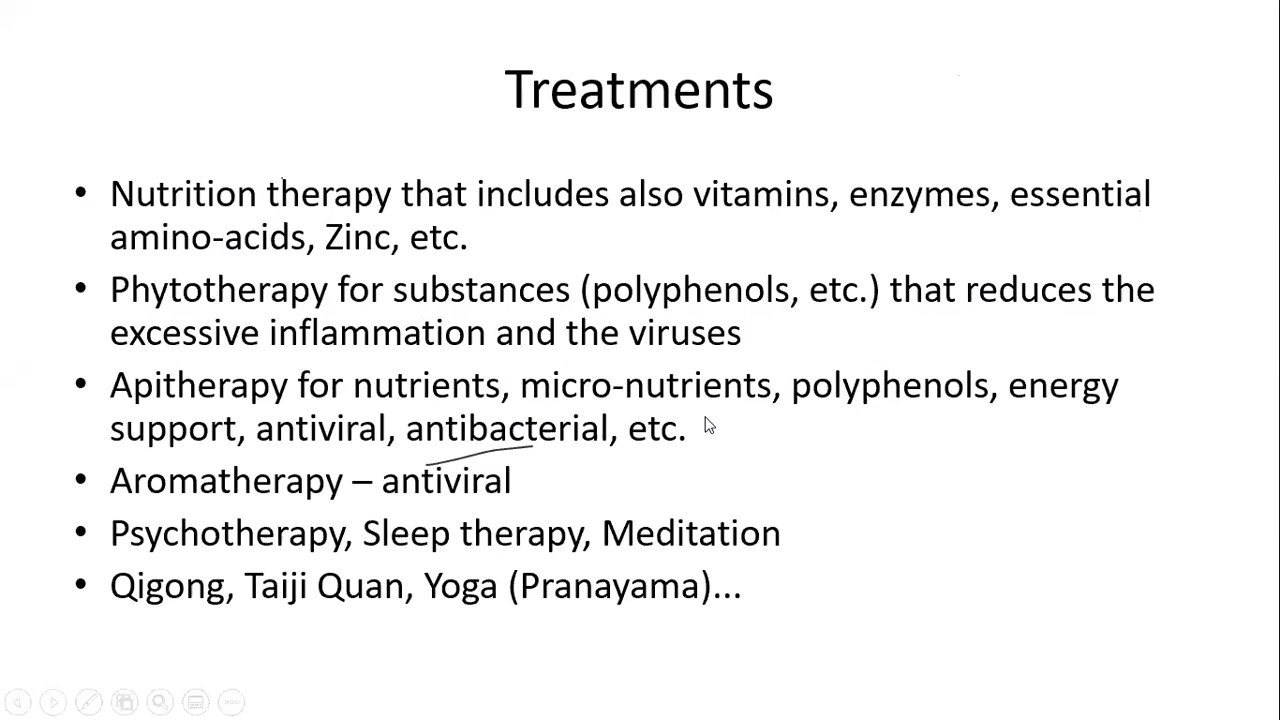 Treatments
• Nutrition therapy that includes also vitamins, enzymes, essential
amino-acids, Zinc, etc.
• Phytotherapy for substances (polyphenols, etc.) that reduces the
excessive inflammation and the viruses
• Apitherapy for nutrients, micro-nutrients, polyphenols, energy
support, antiviral, antibacterial, etc.
• Aromatherapy – antiviral
• Psychotherapy, Sleep therapy, Meditation
• Qigong, Taiji Quan, Yoga (Pranayama)...